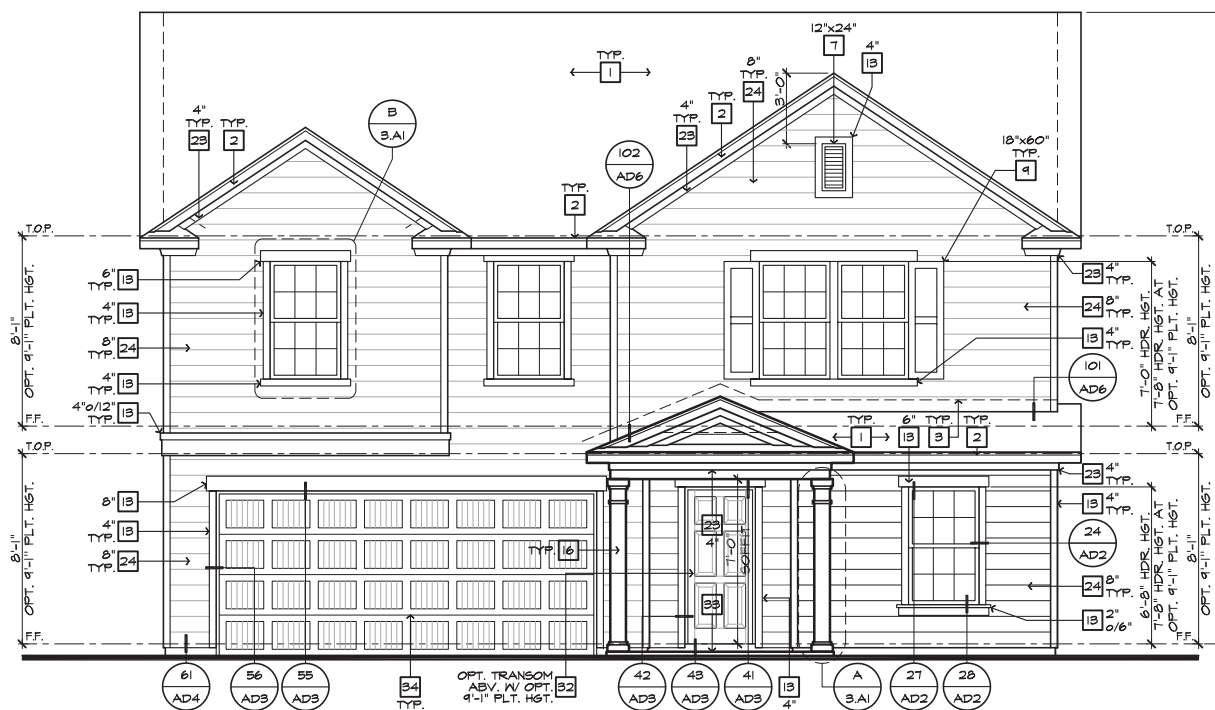 12"x24"
7
4"
13
TYP.
1
8"
TYP.
24
3'-0"
4"
TYP.
23
TYP.
2
B
3.A1
4"
TYP.
23
TYP.
2
102
AD6
18"x60"
TYP.
9
TYP.
2
T.O.P.
T.O.P.
6"
TYP.
13
4"
TYP.
13
8"
TYP.
24
4"
TYP.
13
4"o/12"
TYP.
13
8'-1"
OPT. 9'-1" PLT. HGT.
F.F.
23
4"
TYP.
24
8"
TYP.
13
4"
TYP.
101
AD6
7'-0" HDR. HGT.
7'-8" HDR. HGT. AT
OPT. 9'-1" PLT. HGT.
8'-1"
OPT. 9'-1" PLT. HGT.
F.F.
TYP.
1
6"
13
TYP.
3
TYP.
2
T.O.P.
T.O.P.
8"
13
4"
TYP.
13
8"
TYP.
24
8'-1"
OPT. 9'-1" PLT. HGT.
F.F.
TYP.
16
23
4"
7'-0"
SOFFIT
33
23
4"
TYP.
13
4"
TYP.
24
AD2
24
8"
TYP.
13
2"
o/6"
6'-8" HDR. HGT.
7'-8" HDR. HGT. AT
OPT. 9'-1" PLT. HGT.
8'-1"
OPT. 9'-1" PLT. HGT.
F.F.
61
AD4
56
AD3
55
AD3
34
TYP.
OPT. TRANSOM
ABV. W/ OPT.
9'-1" PLT. HGT.
32
42
AD3
43
AD3
41
AD3
13
4"
A
3.A1
27
AD2
28
AD2